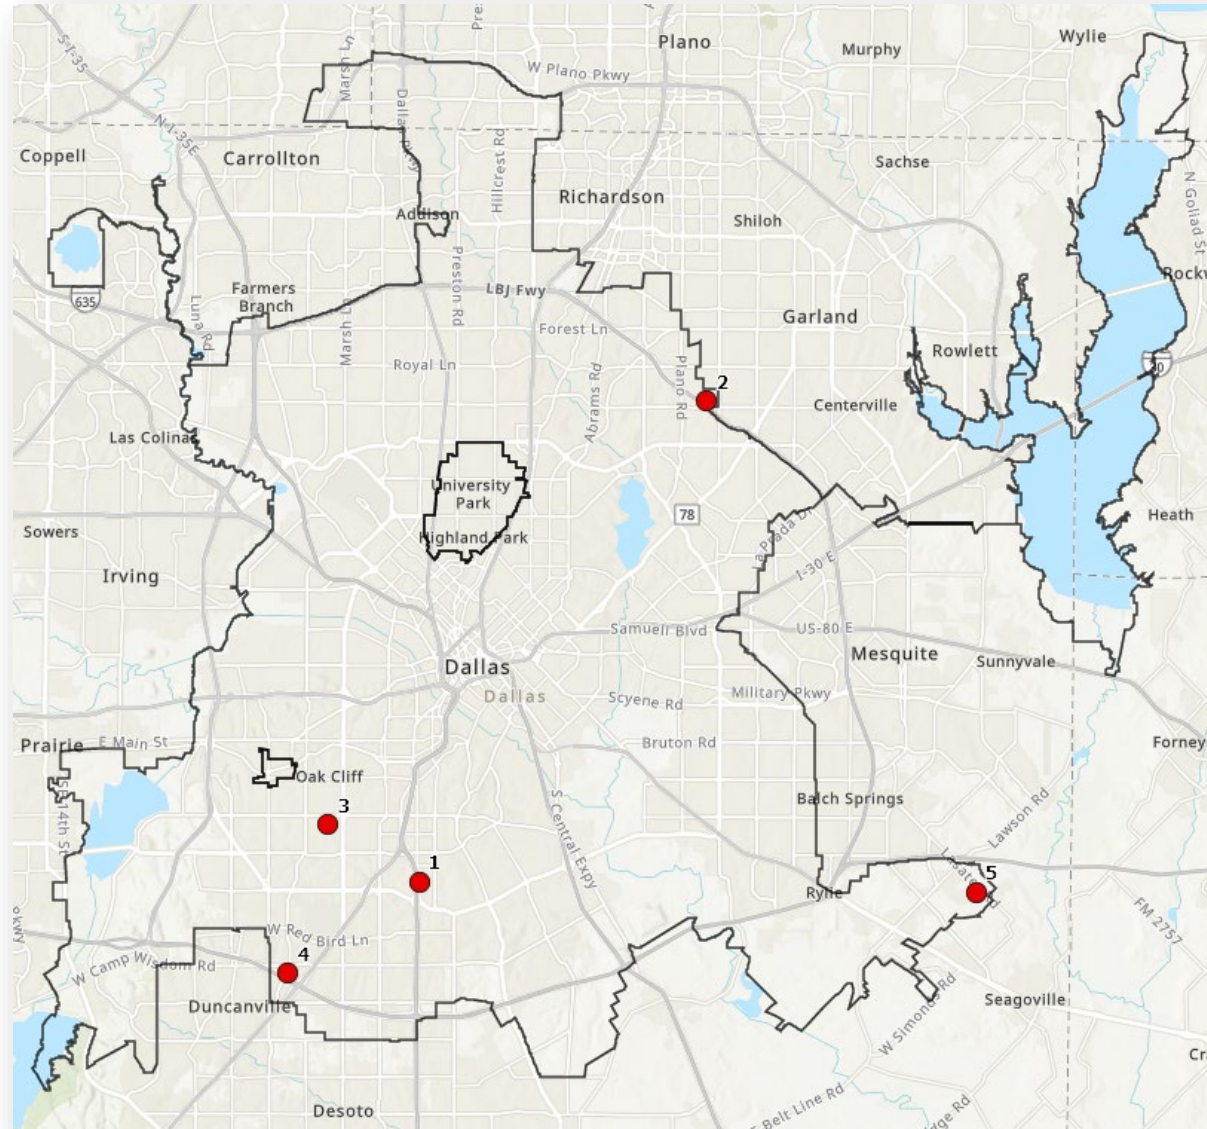 Plano
Murphy
Wylie
S I-35
Marsh Ln
W Plano Pkwy
N I-35E
Coppell
Carrollton
Hillcrest Rd
Sachse
Richardson
Shiloh
N Goliad St
Addison
Preston Rd
635
Farmers
Branch
LBJ Fwy
Luna Rd
Marsh Ln
Forest Ln
Garland
Rowlett
Royal Ln
Abrams Rd
Plano Rd
2
Centerville
Las Colinas
University
Park
78
Highland Park
Sowers
La Prada Dr
Heath
Irving
I-30 E
Samuell Blvd
US-80 E
Mesquite
Sunnyvale
Dallas
Dallas
Scyene Rd
Military Pkwy
Prairie
E Main St
Bruton Rd
Forney
Oak Cliff
Balch Springs
3
S Central Expy
Lawson Rd
1
5
Rylie
FM 2757
W Red Bird Ln
4
W Camp Wisdom Rd
Duncanville
Seagoville
W Simonds Rd
Desoto
E Belt Line Rd